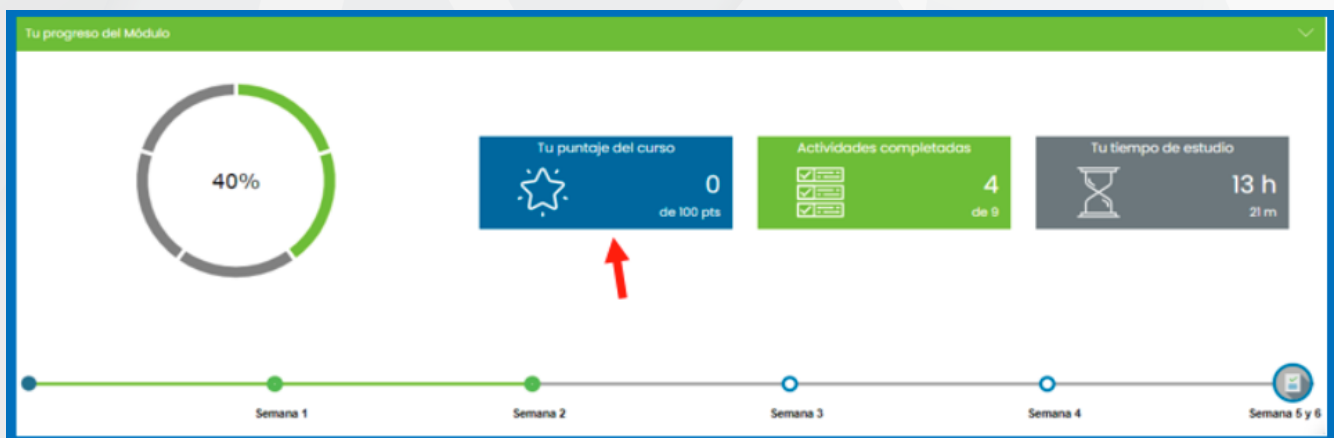 Tu progreso del Módulo
40%
Tu puntaje del curso
0
de 100 pts
Actividades completadas
4
de 9
Tu tiempo de estudio
13 h
21 m
Semana 1
Semana 2
Semana 3
Semana 4
Semana 5 y 6